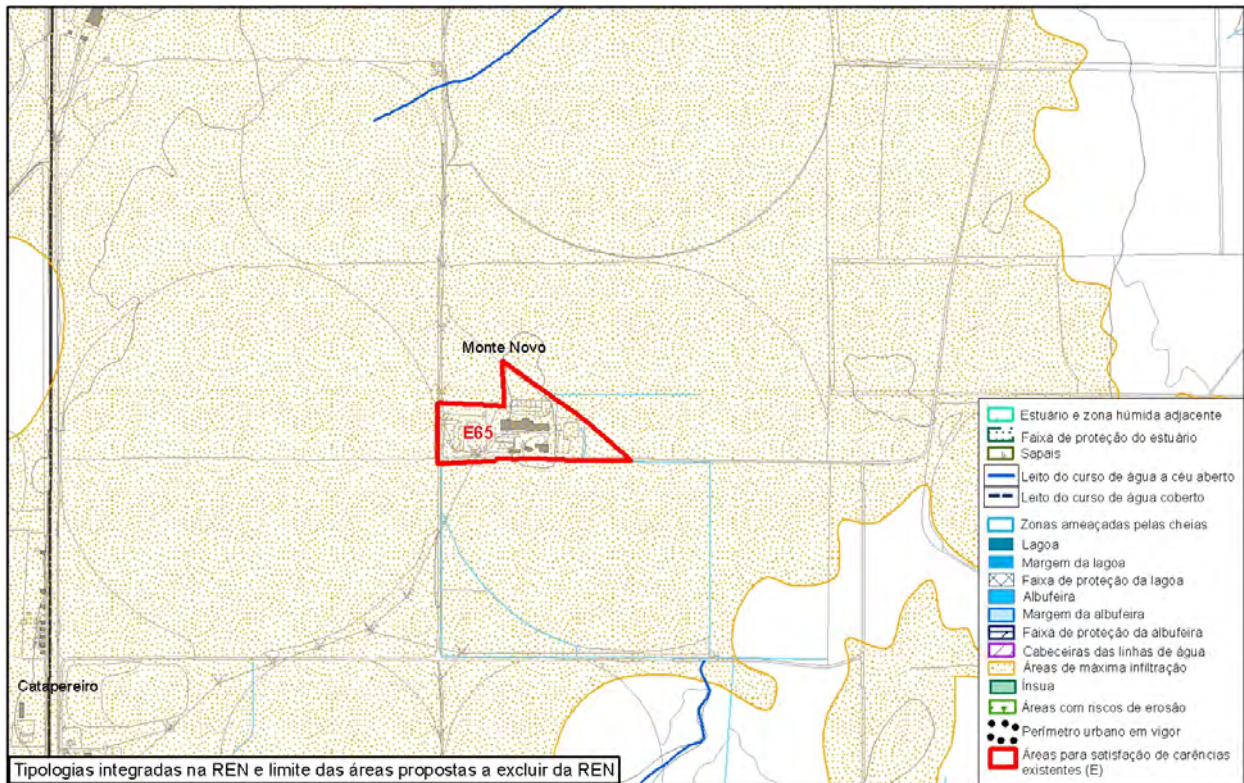 Monte Novo
E65
Catapereiro
Estuário e zona húmida adjacente
Faixa de proteção do estuário
Sapais
Leito do curso de água a céu aberto
Leito do curso de água coberto
Zonas ameaçadas pelas cheias
Lagoa
Margem da lagoa
Faixa de proteção da lagoa
Albufeira
Margem da albufeira
Faixa de proteção da albufeira
Cabeceiras das linhas de água
Áreas de máxima infiltração
Ínsua
Áreas com riscos de erosão
Perímetro urbano em vigor
Áreas para satisfação de carências
existentes (E)
Tipologias integradas na REN e limite das áreas propostas a excluir da REN